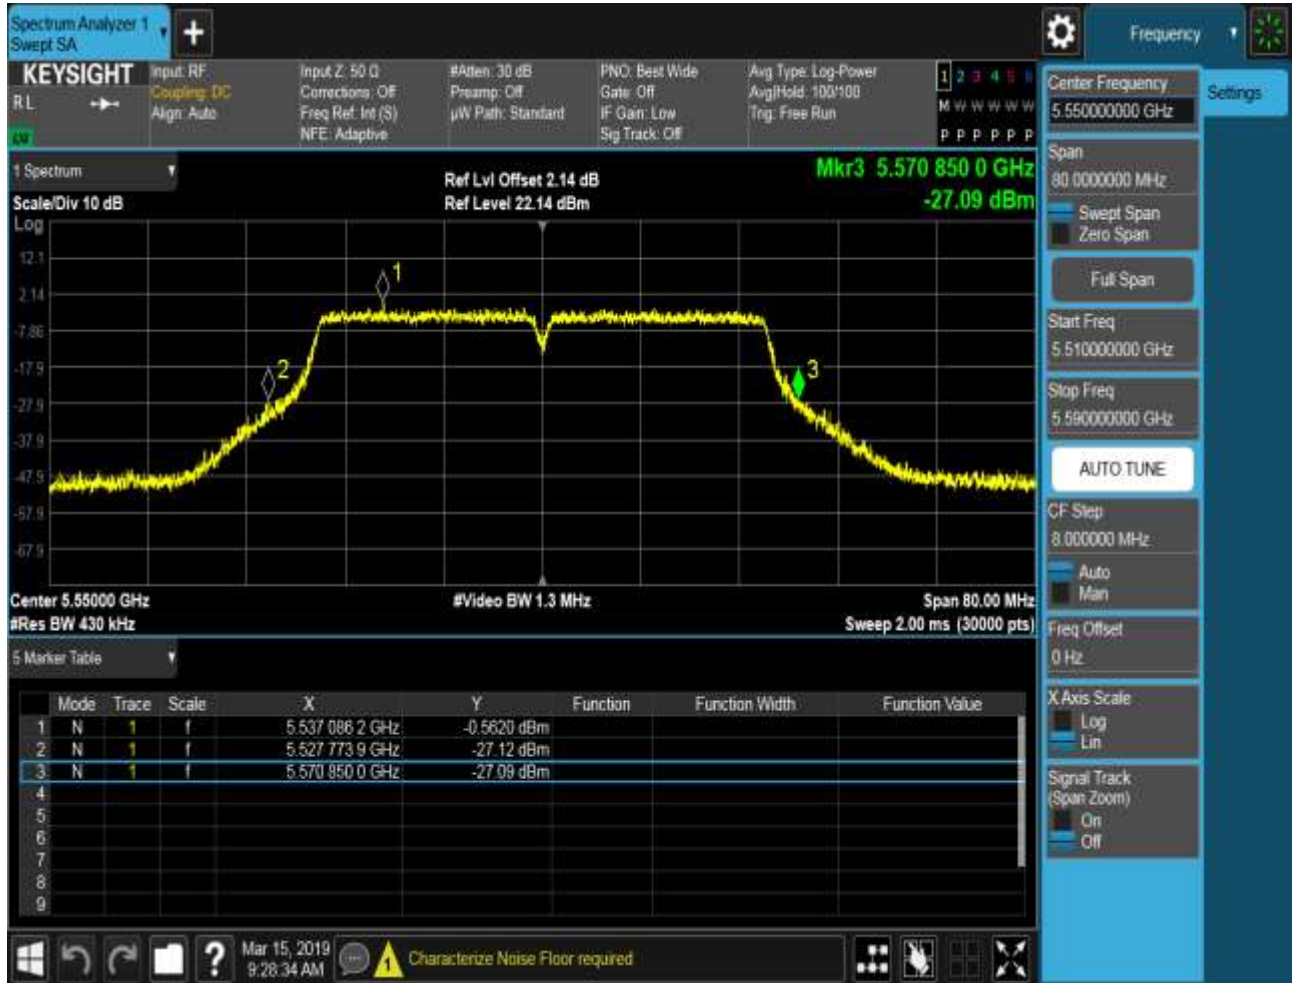 Spectrum Analyzer 1
Swept SA
+
Frequency
KEYSIGHT
RL
Input: RF
Coupling: DC
Align: Auto
Input Z: 50 Ω
Corrections: Off
Freq Ref: Int (S)
NFE: Adaptive
#Atten: 30 dB
Preamp: Off
µW Path: Standard
PNO: Best Wide
Gate: Off
IF Gain: Low
Sig Track: Off
Avg Type: Log-Power
Avg|Hold: 100/100
Trig: Free Run
1 2 3 4 5 6
M W W W W W
P P P P P P
1 Spectrum
Scale/Div 10 dB
Ref Lvl Offset 2.14 dB
Ref Level 22.14 dBm
Mkr3 5.570 850 0 GHz
-27.09 dBm
Log
12.1
2.14
-7.86
-17.9
-27.9
-37.9
-47.9
-57.9
-67.9
1
2
3
Center 5.55000 GHz
#Video BW 1.3 MHz
Span 80.00 MHz
#Res BW 430 kHz
Sweep 2.00 ms (30000 pts)
5 Marker Table
Mode Trace Scale X Y Function Function Width Function Value
1 N 1 f 5.537 086 2 GHz -0.5620 dBm
2 N 1 f 5.527 773 9 GHz -27.12 dBm
3 N 1 f 5.570 850 0 GHz -27.09 dBm
4
5
6
7
8
9
Center Frequency
5.550000000 GHz
Settings
Span
80.0000000 MHz
Swept Span
Zero Span
Full Span
Start Freq
5.510000000 GHz
Stop Freq
5.590000000 GHz
AUTO TUNE
CF Step
8.000000 MHz
Auto
Man
Freq Offset
0 Hz
X Axis Scale
Log
Lin
Signal Track
(Span Zoom)
On
Off
?
Mar 15, 2019
9:28:34 AM
1
Characterize Noise Floor required